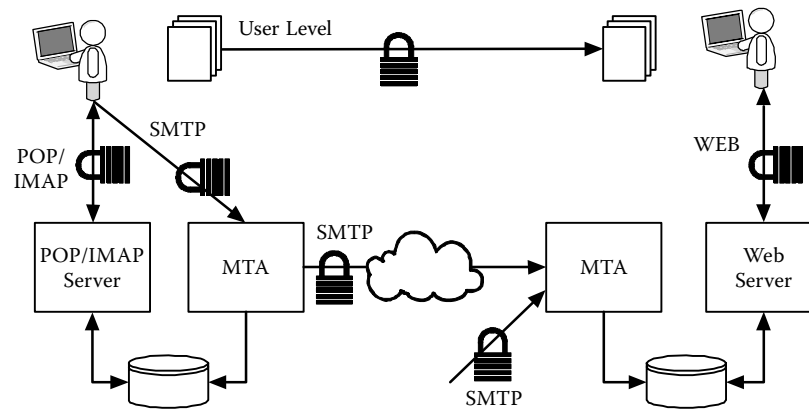 User Level
SMTP
POP/
IMAP
WEB
POP/IMAP
Server
MTA
SMTP
MTA
Web
Server
SMTP